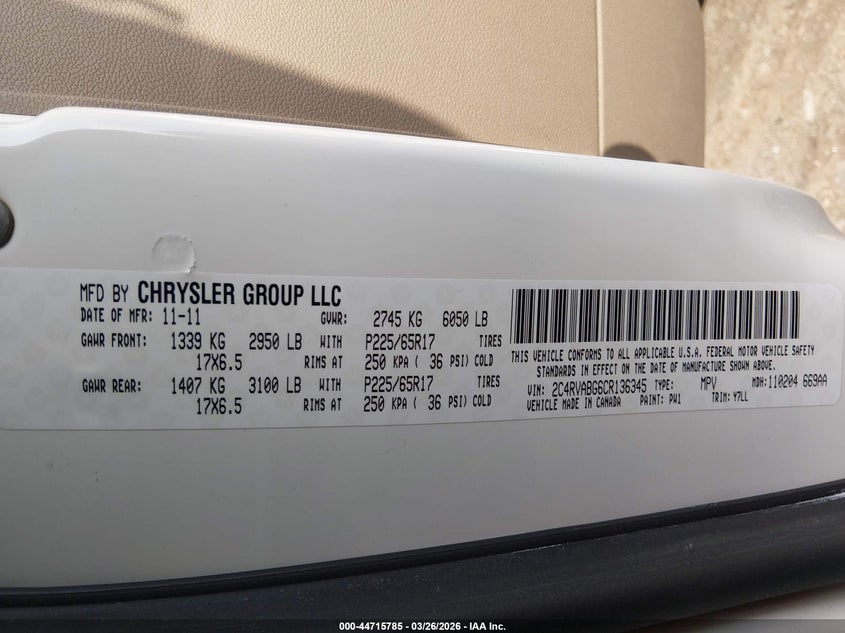 MFD BY CHRYSLER GROUP LLC
DATE OF MFR: 11-11 GVWR: 2745 KG 6050 LB
GAWR FRONT: 1339 KG 2950 LB WITH P225/65R17 TIRES
17X6.5 RIMS AT 250 KPA ( 36 PSI) COLD
GAWR REAR: 1407 KG 3100 LB WITH P225/65R17 TIRES
17X6.5 RIMS AT 250 KPA ( 36 PSI) COLD
THIS VEHICLE CONFORMS TO ALL APPLICABLE U.S.A. FEDERAL MOTOR VEHICLE SAFETY
STANDARDS IN EFFECT ON THE DATE OF MANUFACTURE SHOWN ABOVE.
VIN: 2C4RVABG6CR136345 TYPE: MPV MDH: 110204 669AA
VEHICLE MADE IN CANADA PAINT: PW1 TRIM: Y7LL
000-44715785 - 03/26/2026 - IAA Inc.